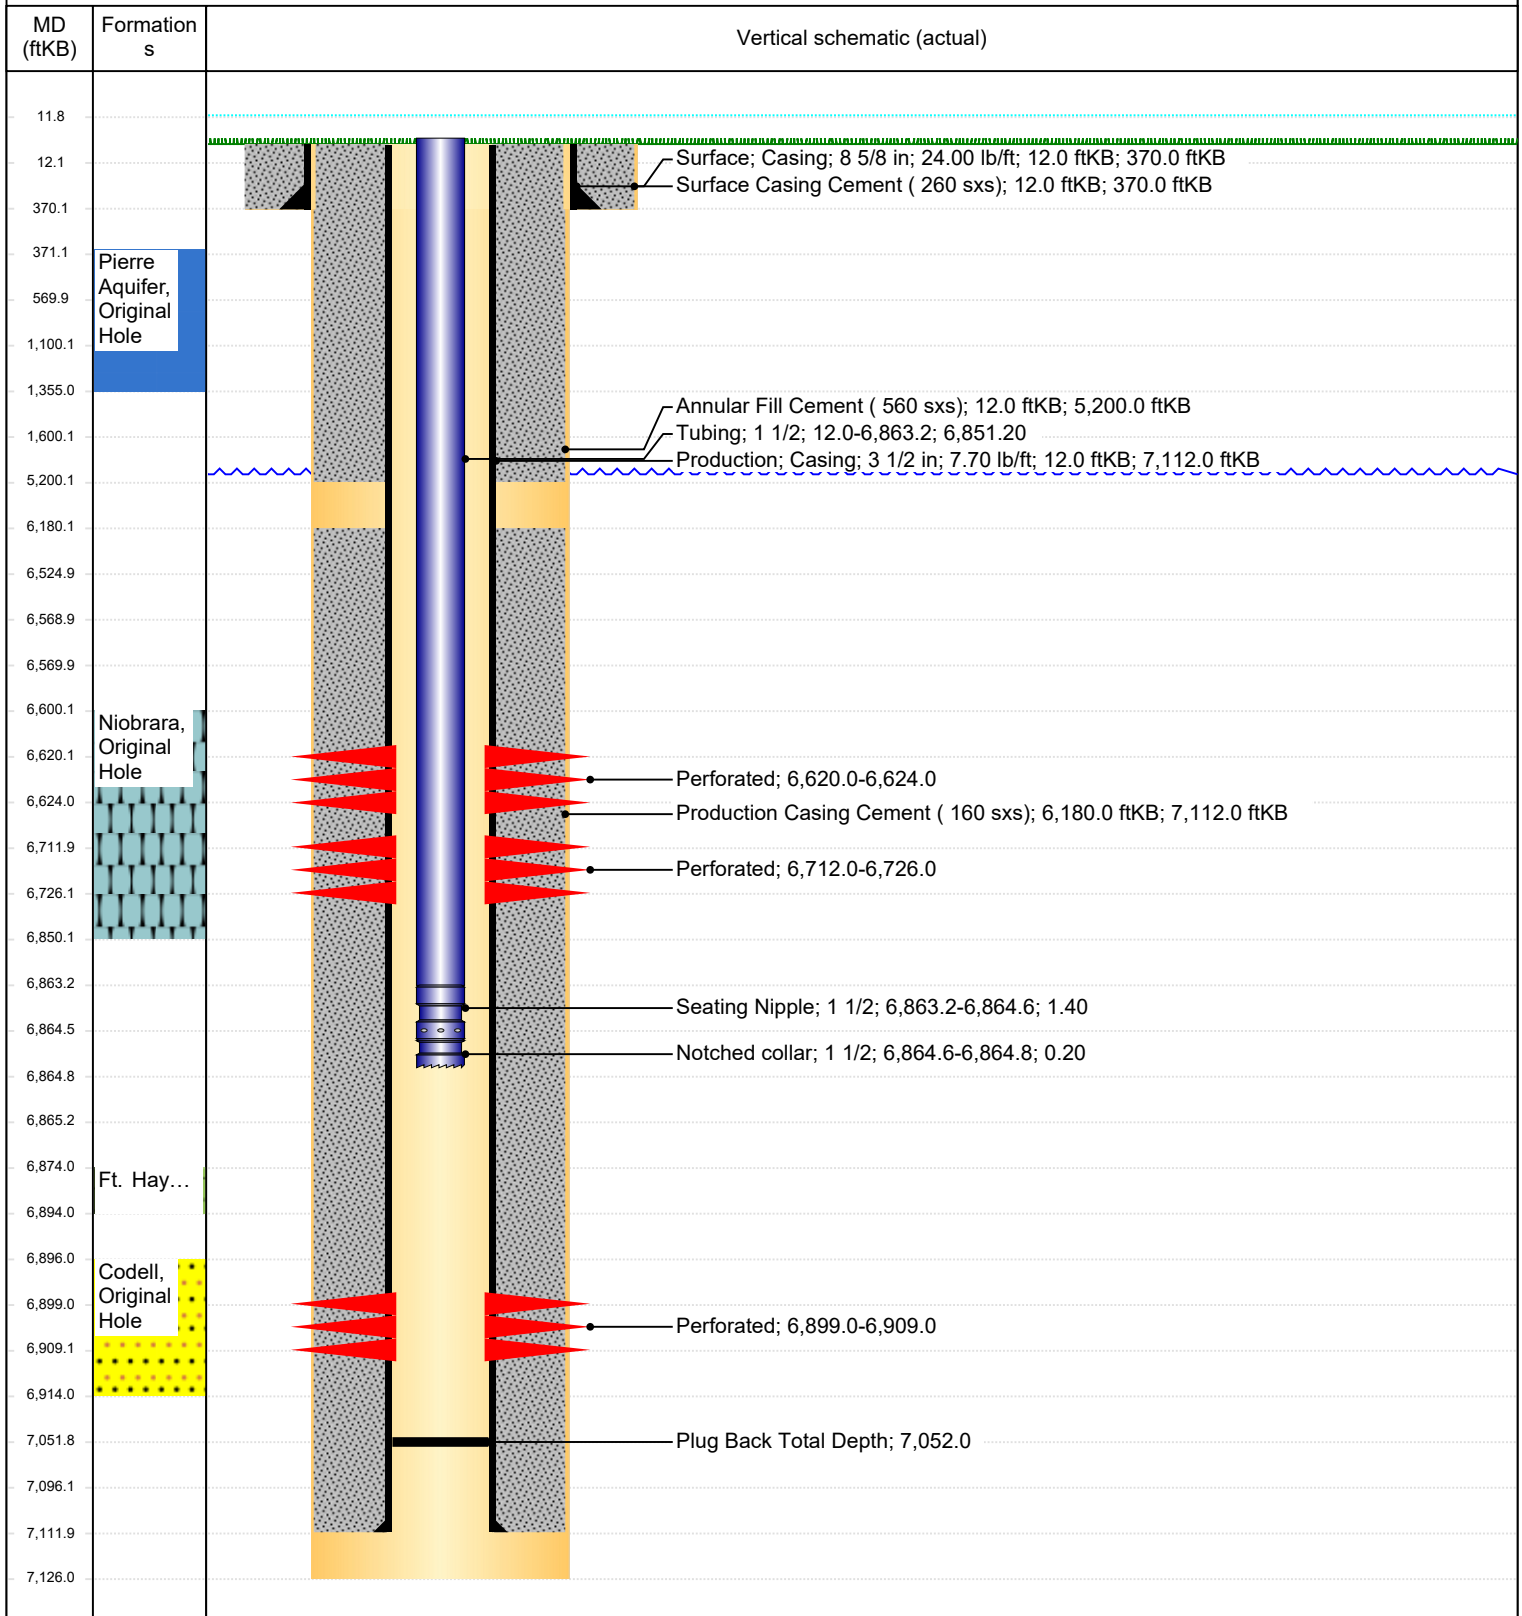 MD
(ftKB)
Formation
s
Vertical schematic (actual)
11.8
12.1
Surface; Casing; 8 5/8 in; 24.00 lb/ft; 12.0 ftKB; 370.0 ftKB
Surface Casing Cement ( 260 sxs); 12.0 ftKB; 370.0 ftKB
370.1
371.1
Pierre
Aquifer,
Original
Hole
569.9
1,100.1
1,355.0
Annular Fill Cement ( 560 sxs); 12.0 ftKB; 5,200.0 ftKB
1,600.1
Tubing; 1 1/2; 12.0-6,863.2; 6,851.20
Production; Casing; 3 1/2 in; 7.70 lb/ft; 12.0 ftKB; 7,112.0 ftKB
5,200.1
6,180.1
6,524.9
6,568.9
6,569.9
6,600.1
Niobrara,
Original
Hole
6,620.1
Perforated; 6,620.0-6,624.0
6,624.0
Production Casing Cement ( 160 sxs); 6,180.0 ftKB; 7,112.0 ftKB
6,711.9
Perforated; 6,712.0-6,726.0
6,726.1
6,850.1
6,863.2
Seating Nipple; 1 1/2; 6,863.2-6,864.6; 1.40
6,864.5
Notched collar; 1 1/2; 6,864.6-6,864.8; 0.20
6,864.8
6,865.2
6,874.0
Ft. Hay…
6,894.0
6,896.0
Codell,
Original
Hole
6,899.0
Perforated; 6,899.0-6,909.0
6,909.1
6,914.0
7,051.8
Plug Back Total Depth; 7,052.0
7,096.1
7,111.9
7,126.0